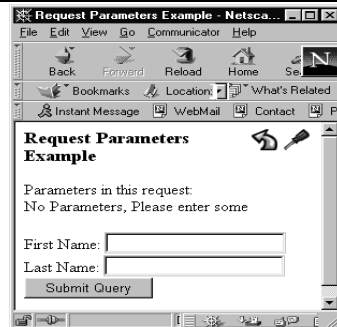 Request Parameters Example - Netsca...
File Edit View Go Communicator Help
Back Forward Reload Home Se
N
Bookmarks Location: What's Related
Instant Message WebMail Contact P
Request Parameters
Example
Parameters in this request:
No Parameters, Please enter some
First Name:
Last Name:
Submit Query